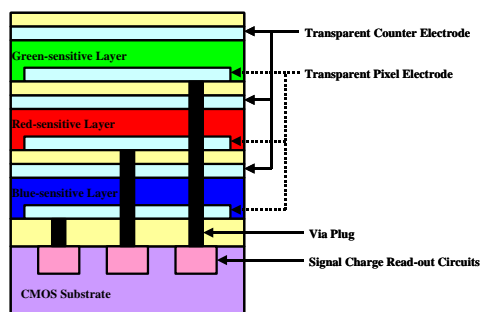 Transparent Counter Electrode
Green-sensitive Layer
Transparent Pixel Electrode
Red-sensitive Layer
Blue-sensitive Layer
Via Plug
Signal Charge Read-out Circuits
CMOS Substrate